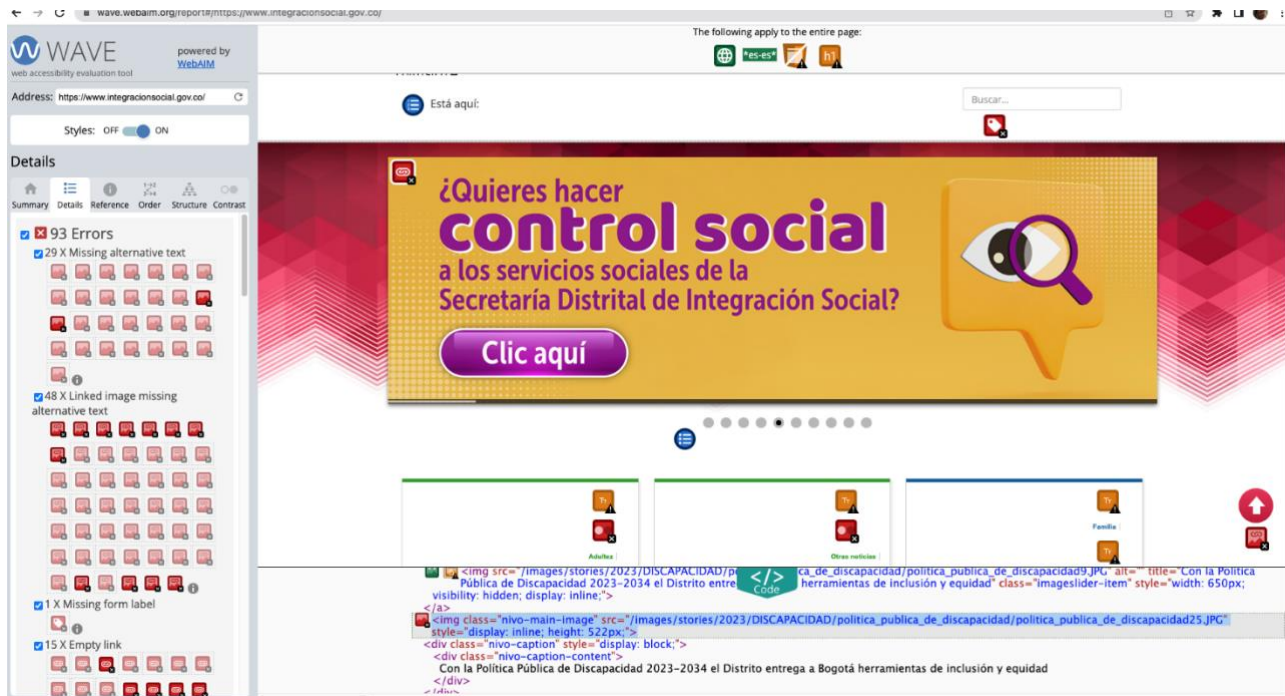 wave.webaim.org/report#/https://www.integracionsocial.gov.co/
WAVE
web accessibility evaluation tool
powered by
WebAIM
Address: https://www.integracionsocial.gov.co/
Styles: OFF ON
Details
Summary Details Reference Order Structure Contrast
93 Errors
29 X Missing alternative text
48 X Linked image missing
alternative text
1 X Missing form label
15 X Empty link
The following apply to the entire page:
*es-es*
h1
Está aquí:
Buscar...
¿Quieres hacer
control social
a los servicios sociales de la
Secretaría Distrital de Integración Social?
Clic aquí
Adultez
Otras noticias
Familia
</>
Code
<img src="/images/stories/2023/DISCAPACIDAD/po ca_de_discapacidad/politica_publica_de_discapacidad9.JPG" alt="" title="Con la Política
Pública de Discapacidad 2023-2034 el Distrito entre herramientas de inclusión y equidad" class="imageslider-item" style="width: 650px;
visibility: hidden; display: inline;">
</a>
<img class="nivo-main-image" src="/images/stories/2023/DISCAPACIDAD/politica_publica_de_discapacidad/politica_publica_de_discapacidad25.JPG"
style="display: inline; height: 522px;">
<div class="nivo-caption" style="display: block;">
<div class="nivo-caption-content">
Con la Política Pública de Discapacidad 2023-2034 el Distrito entrega a Bogotá herramientas de inclusión y equidad
</div>
</div>